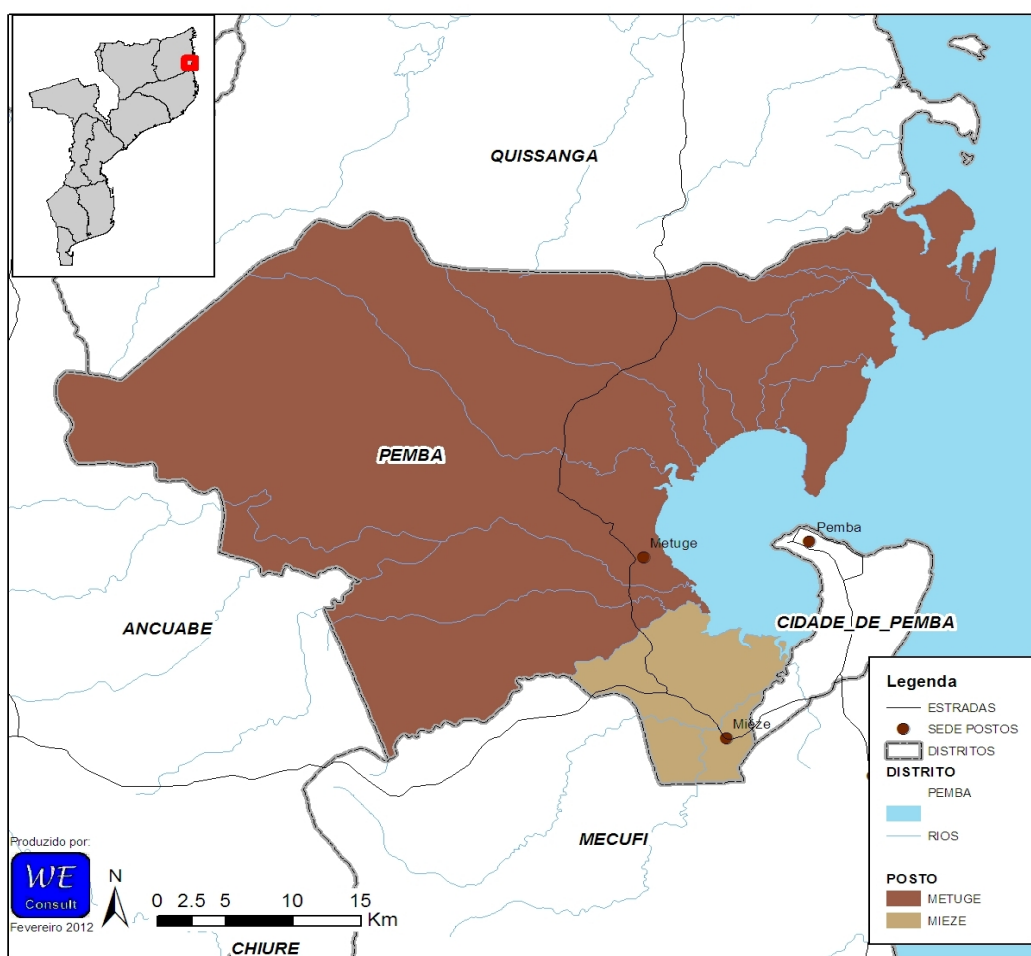 QUISSANGA
PEMBA
Pemba
Metuge
CIDADE_DE_PEMBA
ANCUABE
Mieze
MECUFI
CHIURE
Legenda
ESTRADAS
SEDE POSTOS
DISTRITOS
DISTRITO
PEMBA
RIOS
POSTO
METUGE
MIEZE
Produzido por:
WE
Consult
Fevereiro 2012
N
0 2.5 5 10 15
Km